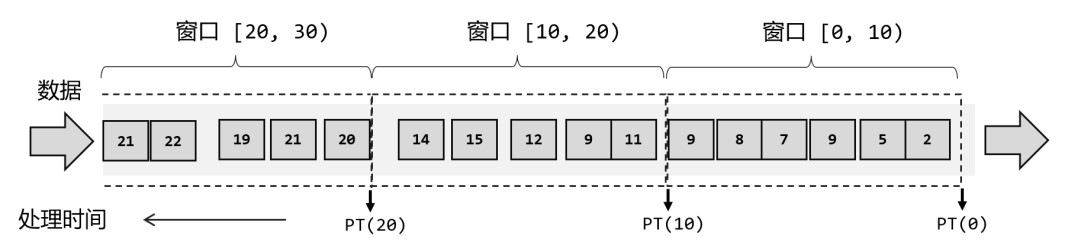 窗口 [20, 30) 窗口 [10, 20) 窗口 [0, 10)
数据
21 22 19 21 20 14 15 12 9 11 9 8 7 9 5 2
处理时间 PT(20) PT(10) PT(0)